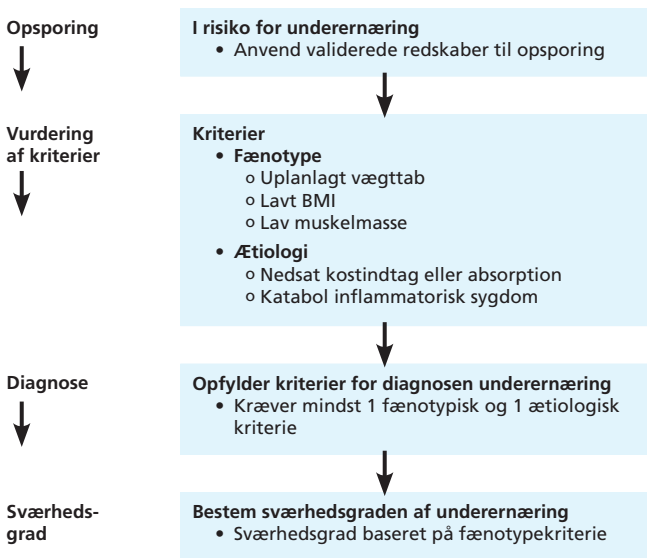 Opsporing
I risiko for underernæring
• Anvend validerede redskaber til opsporing
Vurdering
af kriterier
Kriterier
• Fænotype
o Uplanlagt vægttab
o Lavt BMI
o Lav muskelmasse
• Ætiologi
o Nedsat kostindtag eller absorption
o Katabol inflammatorisk sygdom
Diagnose
Opfylder kriterier for diagnosen underernæring
• Kræver mindst 1 fænotypisk og 1 ætiologisk
kriterie
Sværheds-
grad
Bestem sværhedsgraden af underernæring
• Sværhedsgrad baseret på fænotypekriterie